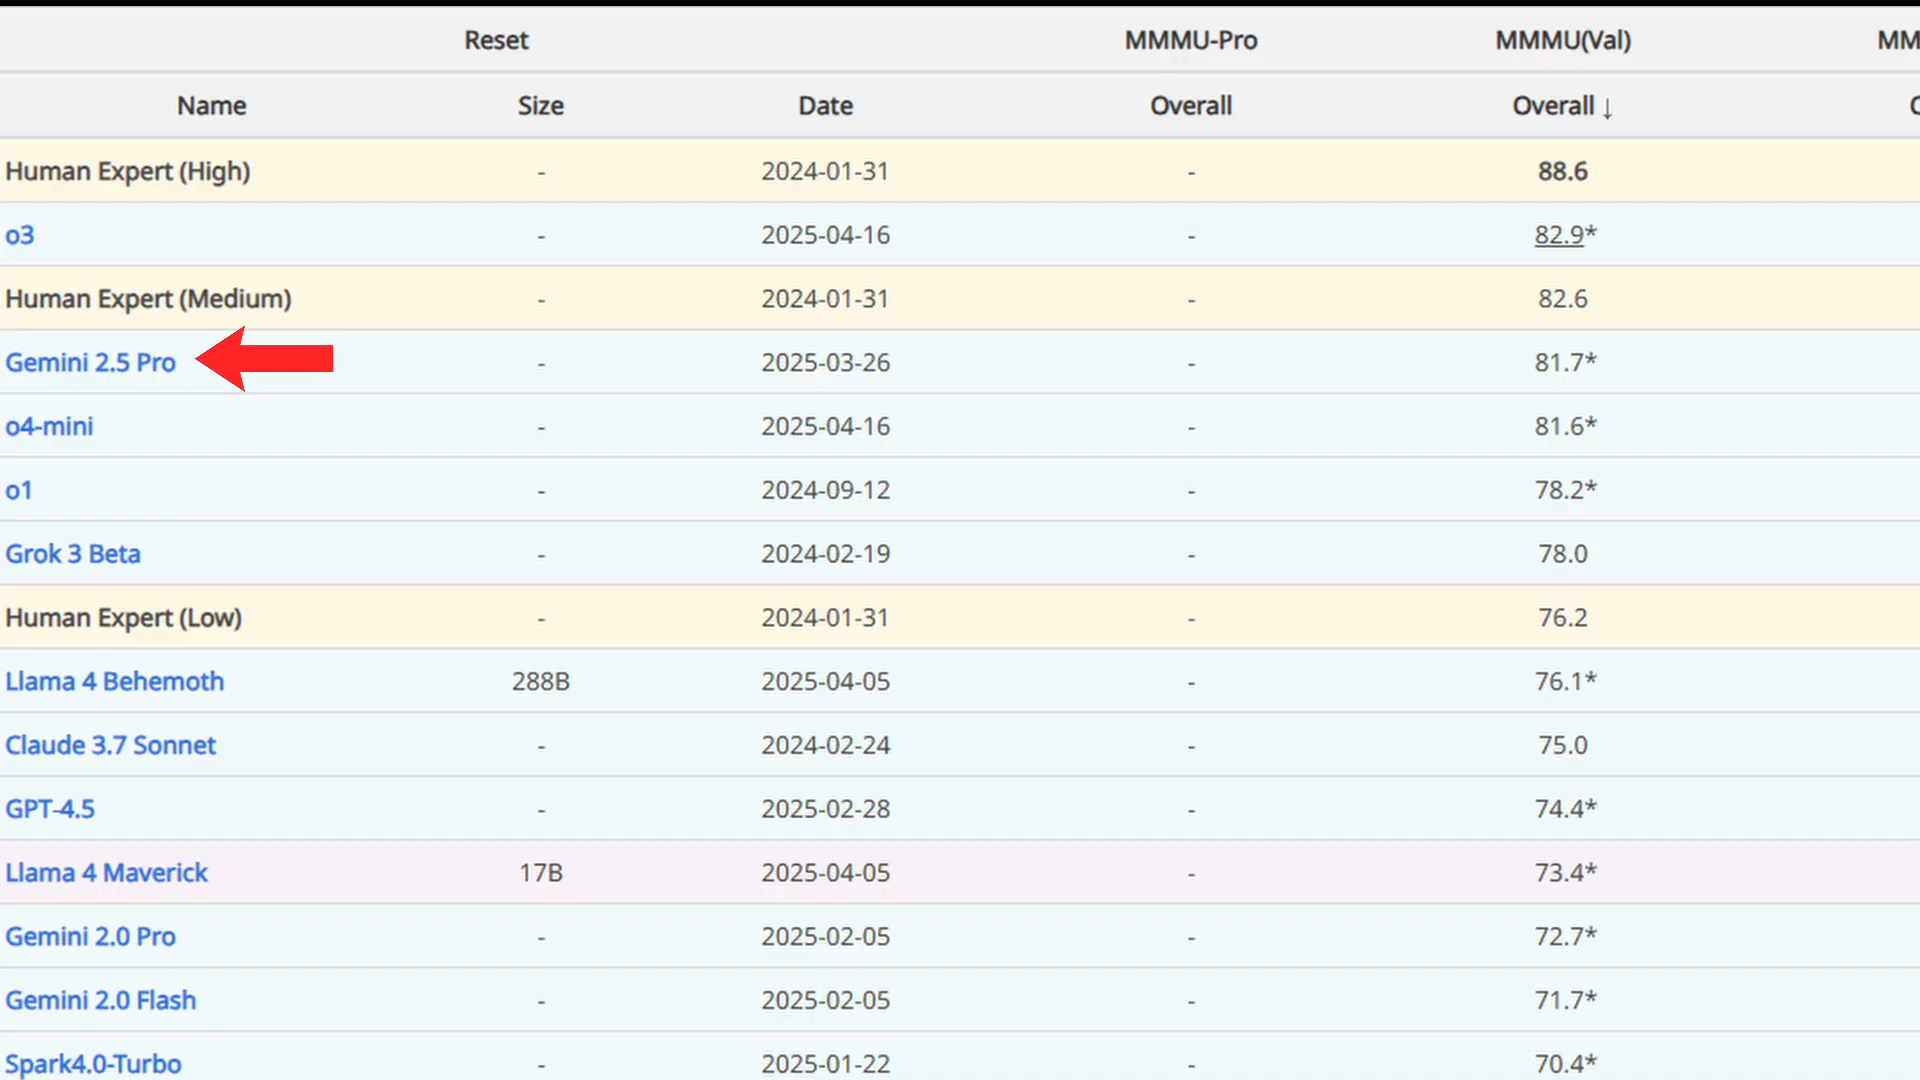 Reset MMMU-Pro MMMU(Val)
Name Size Date Overall Overall ↓
Human Expert (High) - 2024-01-31 - 88.6
o3 - 2025-04-16 - 82.9*
Human Expert (Medium) - 2024-01-31 - 82.6
Gemini 2.5 Pro - 2025-03-26 - 81.7*
o4-mini - 2025-04-16 - 81.6*
o1 - 2024-09-12 - 78.2*
Grok 3 Beta - 2024-02-19 - 78.0
Human Expert (Low) - 2024-01-31 - 76.2
Llama 4 Behemoth 288B 2025-04-05 - 76.1*
Claude 3.7 Sonnet - 2024-02-24 - 75.0
GPT-4.5 - 2025-02-28 - 74.4*
Llama 4 Maverick 17B 2025-04-05 - 73.4*
Gemini 2.0 Pro - 2025-02-05 - 72.7*
Gemini 2.0 Flash - 2025-02-05 - 71.7*
Spark4.0-Turbo - 2025-01-22 - 70.4*